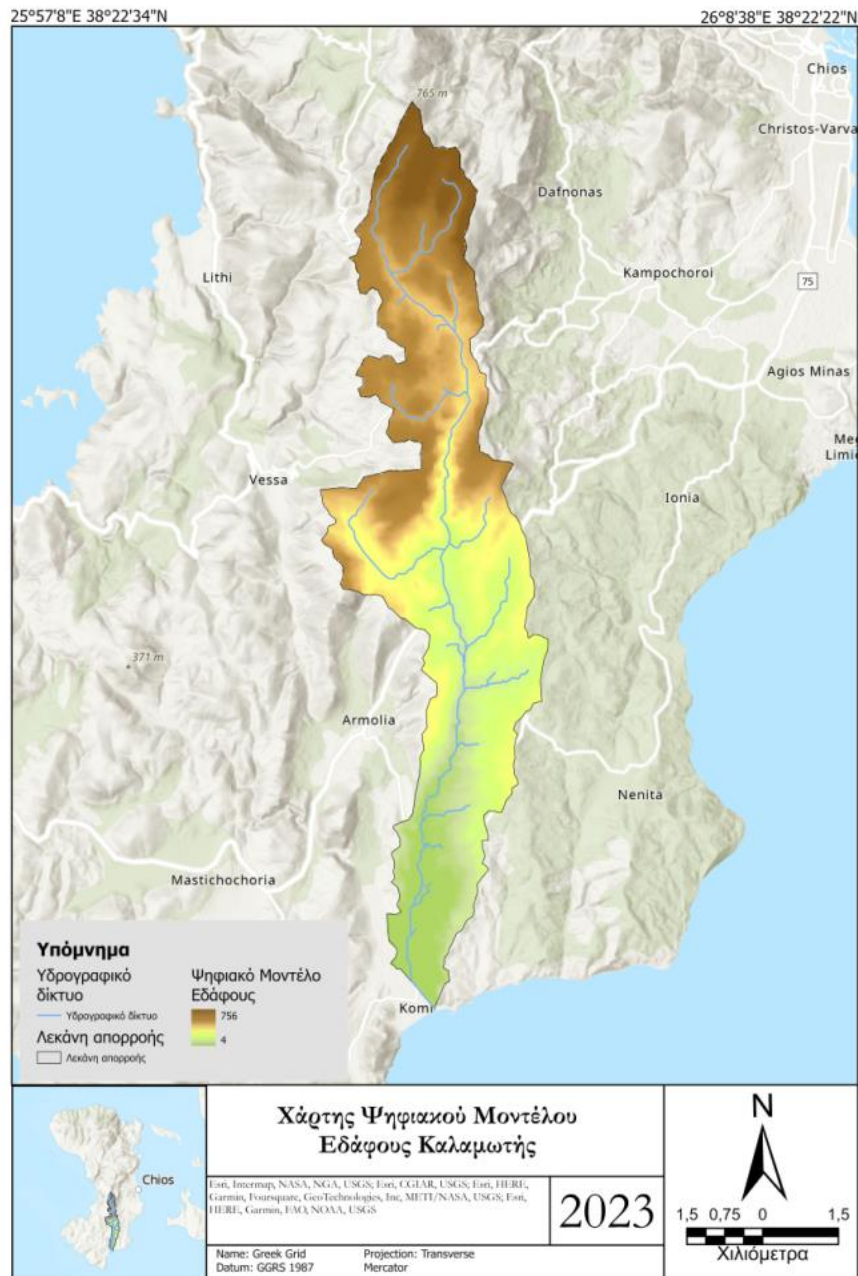 25°57'8"E 38°22'34"N
26°8'38"E 38°22'22"N
765 m
Chios
Christos-Varva
Dafnonas
Lithi
Kampochoroi
75
Agios Minas
Me
Limi
Vessa
Ionia
371 m
Armolia
Nenita
Mastichochoria
Komi
Υπόμνημα
Υδρογραφικό
δίκτυο
Υδρογραφικό δίκτυο
Λεκάνη απορροής
Λεκάνη απορροής
Ψηφιακό Μοντέλο
Εδάφους
756
4
Chios
Χάρτης Ψηφιακού Μοντέλου
Εδάφους Καλαμωτής
Esri, Intermap, NASA, NGA, USGS; Esri, CGIAR, USGS; Esri, HERE,
Garmin, Foursquare, GeoTechnologies, Inc, METI/NASA, USGS; Esri,
HERE, Garmin, FAO, NOAA, USGS
2023
Name: Greek Grid
Datum: GGRS 1987
Projection: Transverse
Mercator
N
1,5 0,75 0 1,5
Χιλιόμετρα